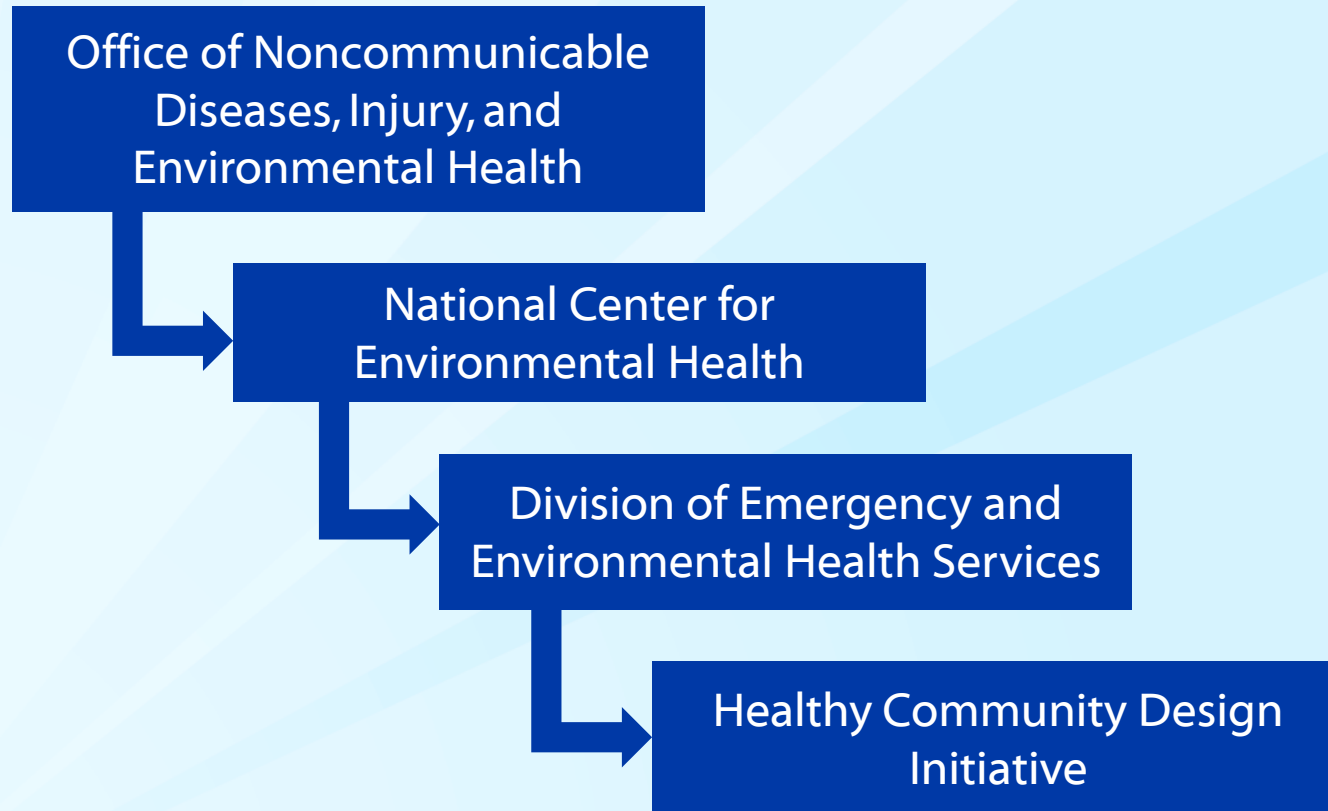 Office of Noncommunicable
Diseases, Injury, and
Environmental Health
National Center for
Environmental Health
Division of Emergency and
Environmental Health Services
Healthy Community Design
Initiative